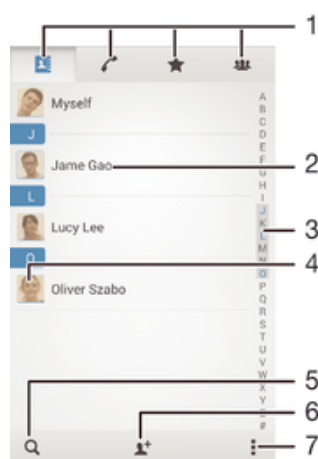 1
Myself
J
Jame Gao
2
L
Lucy Lee
3
O
Oliver Szabo
4
A
B
C
D
E
F
G
H
I
J
K
L
M
N
O
P
Q
R
S
T
U
V
W
X
Y
Z
#
5
6
7